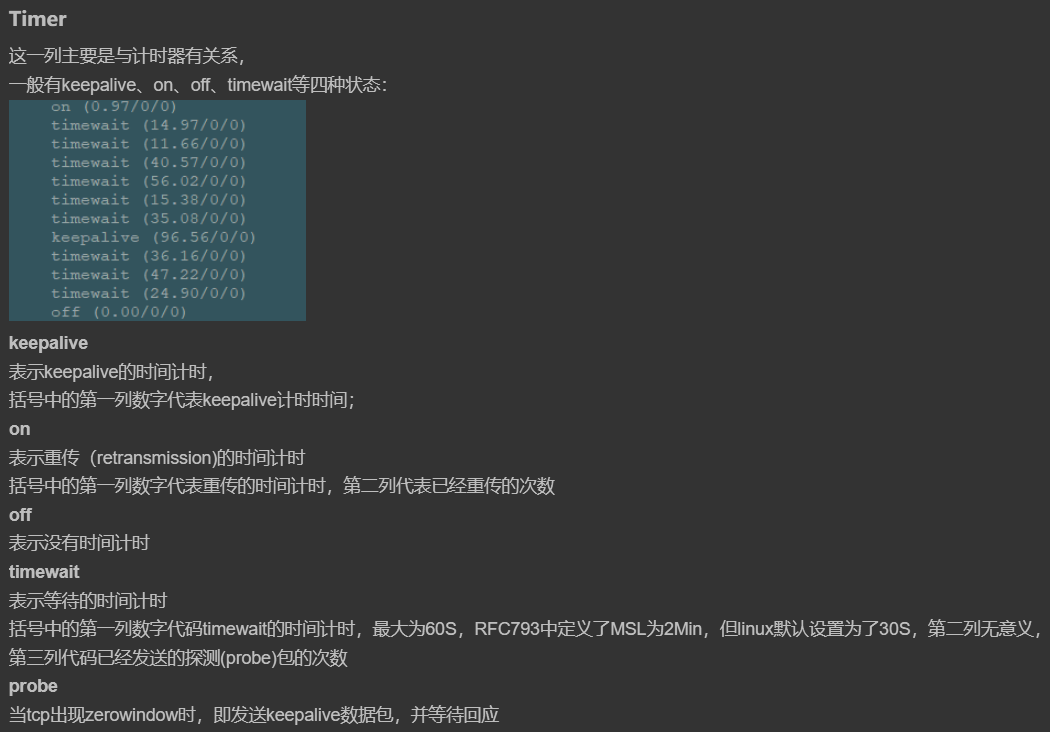 Timer
这一列主要是与计时器有关系，
一般有keepalive、on、off、timewait等四种状态：
on (0.97/0/0)
timewait (14.97/0/0)
timewait (11.66/0/0)
timewait (40.57/0/0)
timewait (56.02/0/0)
timewait (15.38/0/0)
timewait (35.08/0/0)
keepalive (96.56/0/0)
timewait (36.16/0/0)
timewait (47.22/0/0)
timewait (24.90/0/0)
off (0.00/0/0)
keepalive
表示keepalive的时间计时，
括号中的第一列数字代表keepalive计时时间；
on
表示重传（retransmission)的时间计时
括号中的第一列数字代表重传的时间计时，第二列代表已经重传的次数
off
表示没有时间计时
timewait
表示等待的时间计时
括号中的第一列数字代码timewait的时间计时，最大为60S，RFC793中定义了MSL为2Min，但linux默认设置为了30S，第二列无意义，
第三列代码已经发送的探测(probe)包的次数
probe
当tcp出现zerowindow时，即发送keepalive数据包，并等待回应